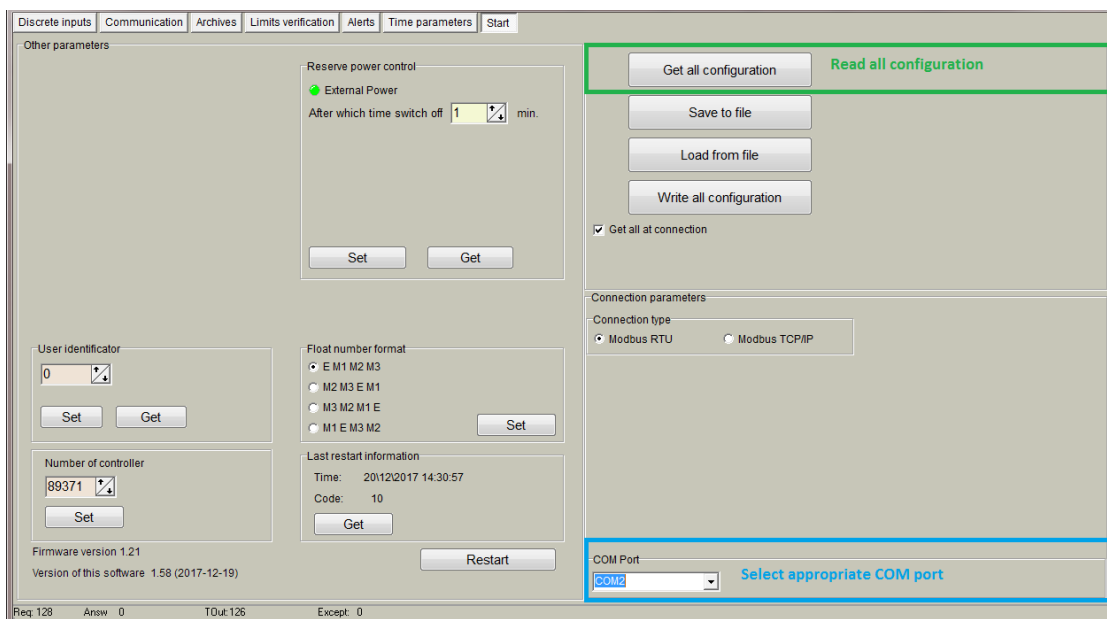 Discrete inputs Communication Archives Limits verification Alerts Time parameters Start
Other parameters
Reserve power control
External Power
After which time switch off 1 min.
Set Get
User identificator
0
Set Get
Float number format
E M1 M2 M3
M2 M3 E M1
M3 M2 M1 E
M1 E M3 M2
Set
Number of controller
89371
Set
Last restart information
Time: 20\12\2017 14:30:57
Code: 10
Get
Firmware version 1.21
Version of this software 1.58 (2017-12-19)
Restart
Get all configuration Read all configuration
Save to file
Load from file
Write all configuration
Get all at connection
Connection parameters
Connection type
Modbus RTU Modbus TCP/IP
COM Port
COM2 Select appropriate COM port
Req: 128 Answ 0 TOut: 126 Except: 0